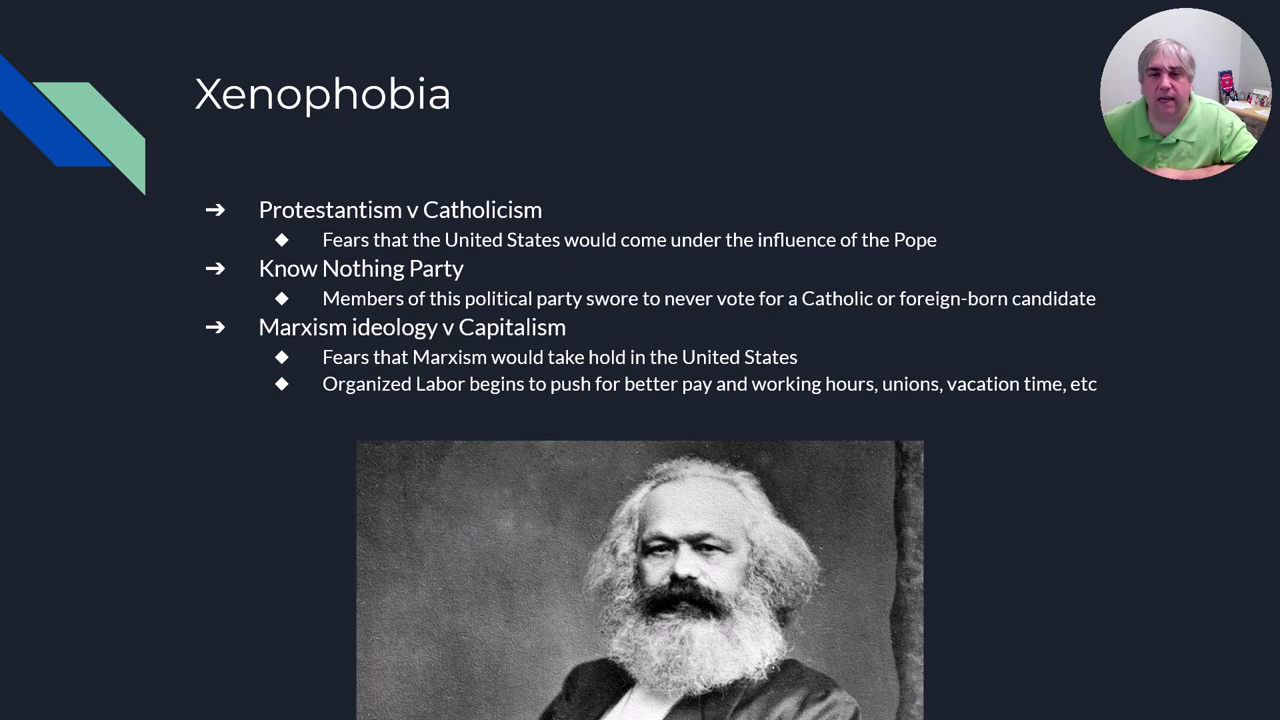 Xenophobia
➔ Protestantism v Catholicism
◆ Fears that the United States would come under the influence of the Pope
➔ Know Nothing Party
◆ Members of this political party swore to never vote for a Catholic or foreign-born candidate
➔ Marxism ideology v Capitalism
◆ Fears that Marxism would take hold in the United States
◆ Organized Labor begins to push for better pay and working hours, unions, vacation time, etc